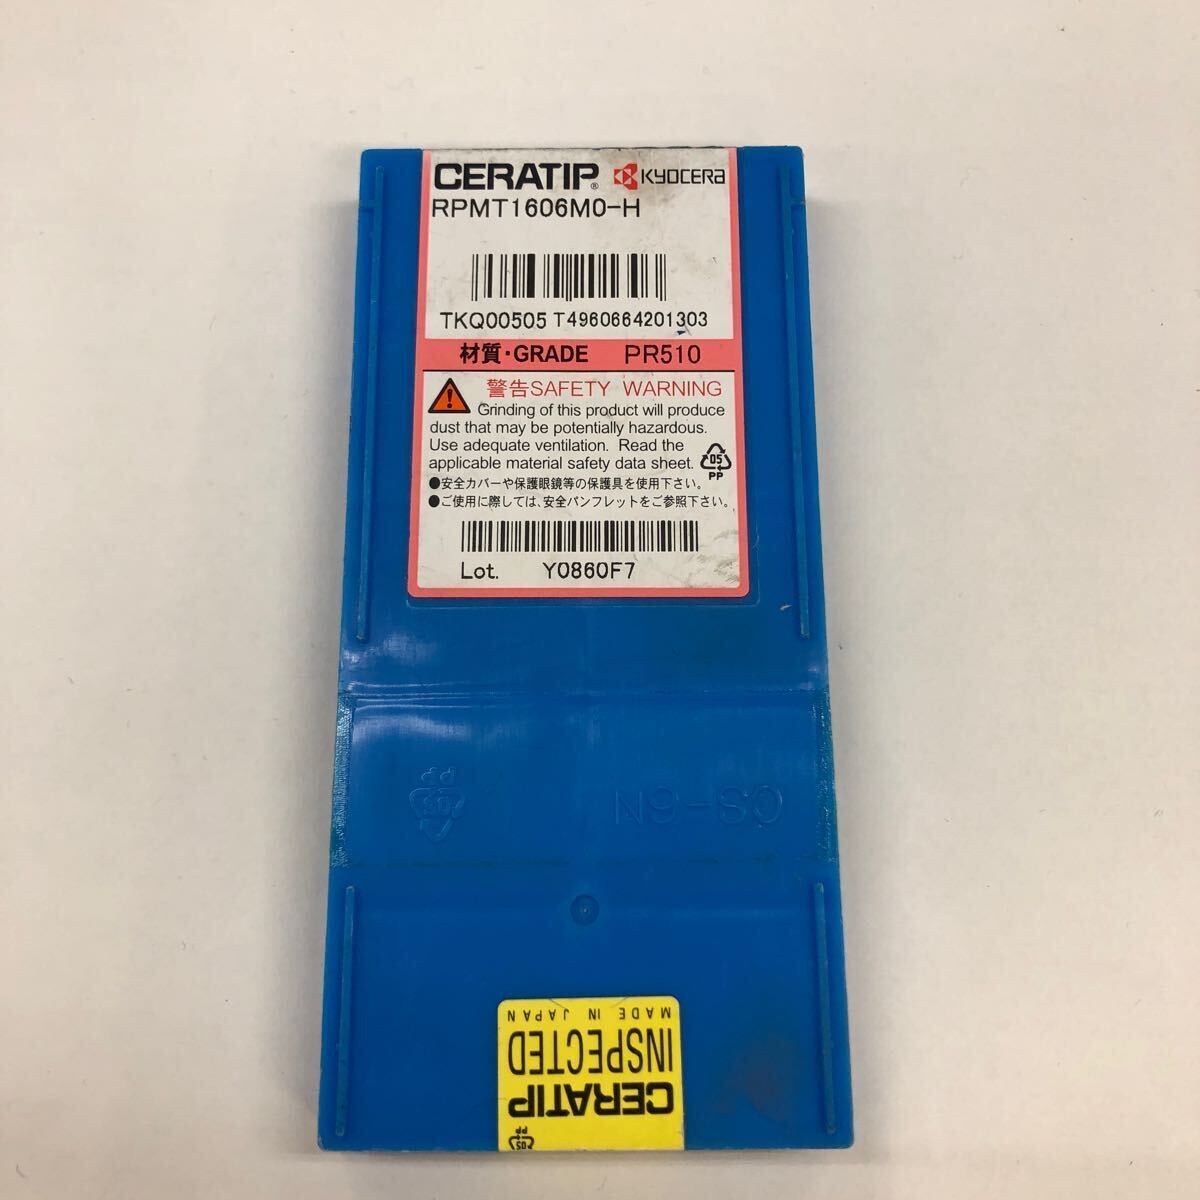 CERATIP® KYOCERA
RPMT1606M0-H
TKQ00505 T4960664201303
材質・GRADE PR510
警告SAFETY WARNING
Grinding of this product will produce
dust that may be potentially hazardous.
Use adequate ventilation. Read the
applicable material safety data sheet.
05
PP
●安全カバーや保護眼鏡等の保護具を使用下さい。
●ご使用に際しては、安全パンフレットをご参照下さい。
Lot. Y0860F7
CS-6N
PP
MADE IN JAPAN
INSPECTED
CERATIP
05
PP